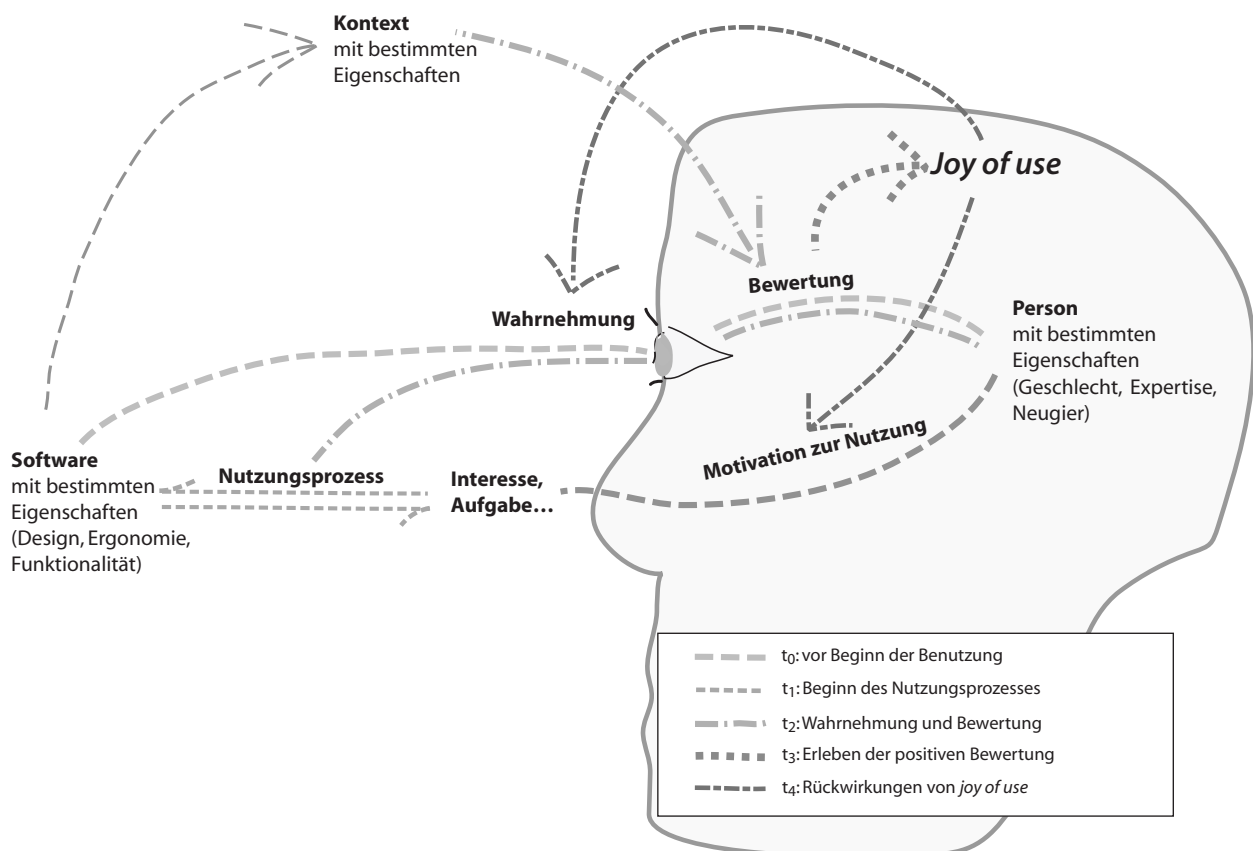 Kontext
mit bestimmten
Eigenschaften
Joy of use
Bewertung
Wahrnehmung
Person
mit bestimmten
Eigenschaften
(Geschlecht, Expertise,
Neugier)
Motivation zur Nutzung
Software
mit bestimmten
Eigenschaften
(Design, Ergonomie,
Funktionalität)
Nutzungsprozess
Interesse,
Aufgabe…
t0: vor Beginn der Benutzung
t1: Beginn des Nutzungsprozesses
t2: Wahrnehmung und Bewertung
t3: Erleben der positiven Bewertung
t4: Rückwirkungen von joy of use